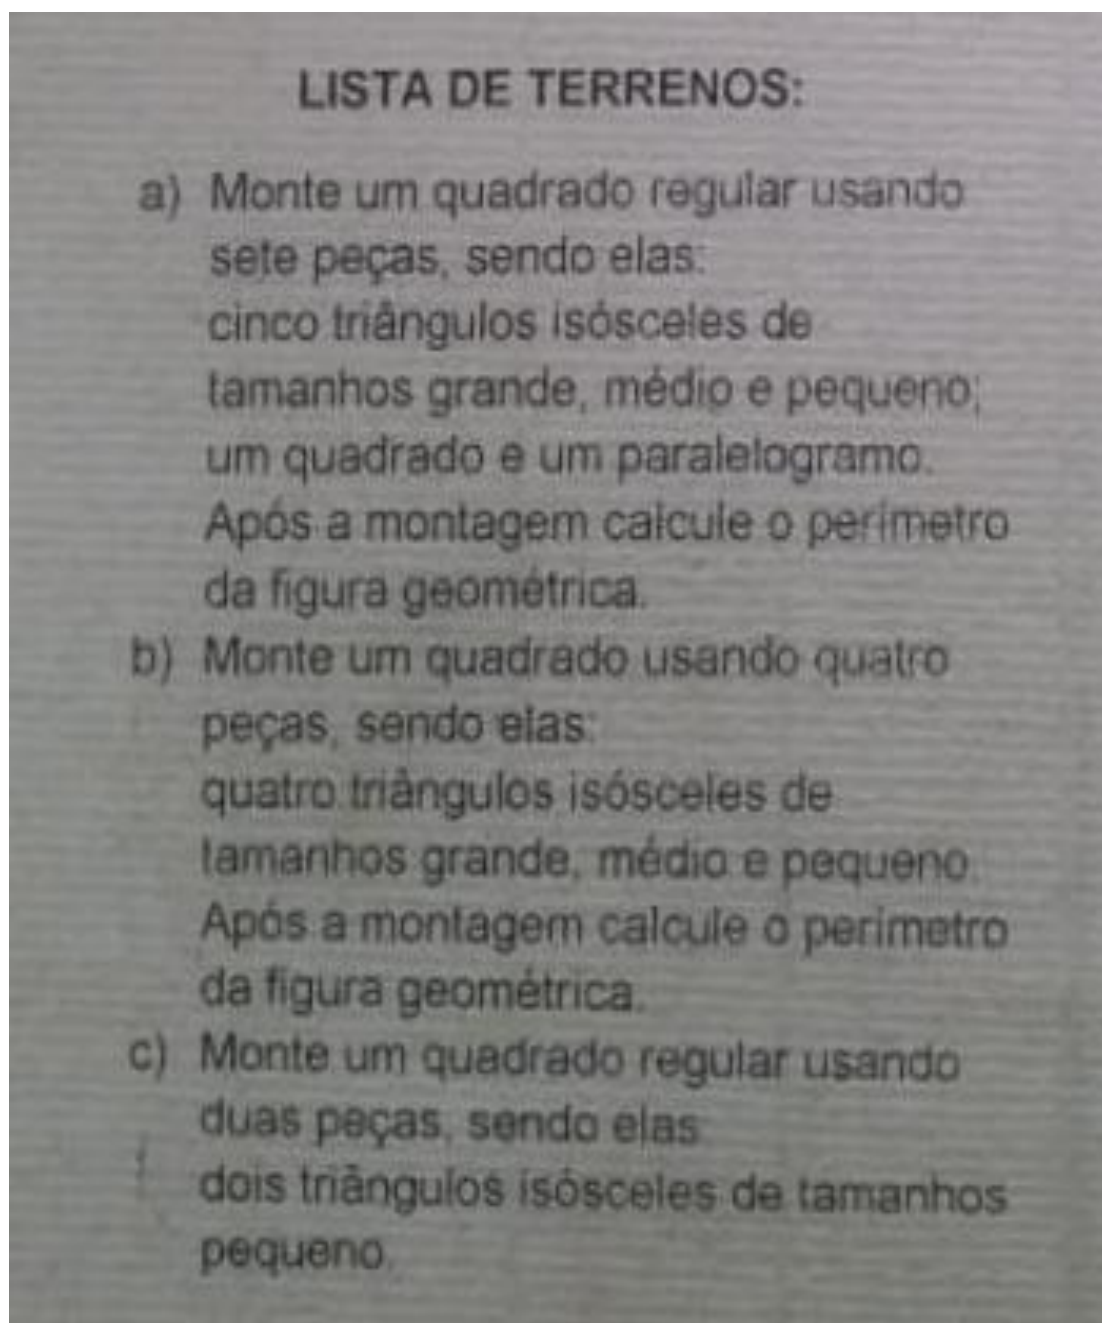 LISTA DE TERRENOS:
a) Monte um quadrado regular usando
sete peças, sendo elas:
cinco triângulos isósceles de
tamanhos grande, médio e pequeno;
um quadrado e um paralelogramo.
Após a montagem calcule o perímetro
da figura geométrica.
b) Monte um quadrado usando quatro
peças, sendo elas:
quatro triângulos isósceles de
tamanhos grande, médio e pequeno.
Após a montagem calcule o perímetro
da figura geométrica.
c) Monte um quadrado regular usando
duas peças, sendo elas:
dois triângulos isósceles de tamanhos
pequeno.